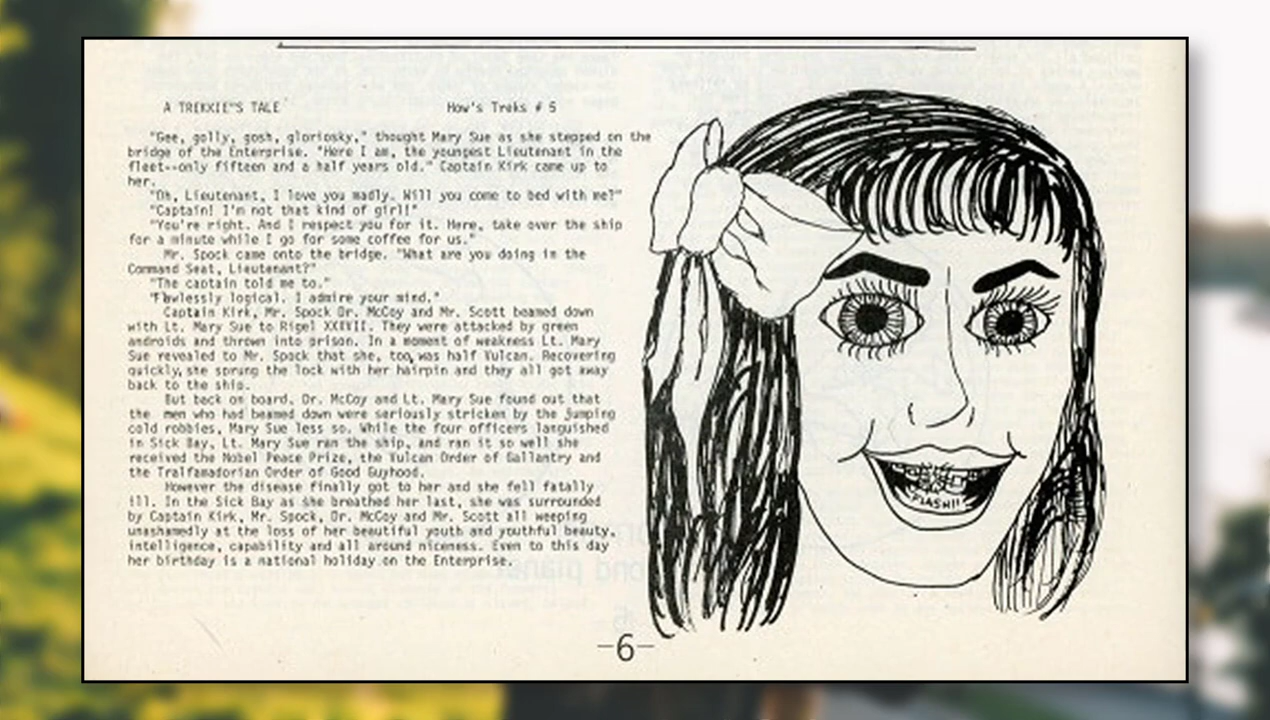 A TREKKIE"S TALE
How's Treks # 5
"Gee, golly, gosh, gloriosky," thought Mary Sue as she stepped on the
bridge of the Enterprise. "Here I am, the youngest Lieutenant in the
fleet--only fifteen and a half years old." Captain Kirk came up to
her.
"Oh, Lieutenant, I love you madly. Will you come to bed with me?"
"Captain! I'm not that kind of girl!"
"You're right. And I respect you for it. Here, take over the ship
for a minute while I go for some coffee for us."
Mr. Spock came onto the bridge. "What are you doing in the
Command Seat, Lieutenant?"
"The captain told me to."
"Flawlessly logical. I admire your mind."
Captain Kirk, Mr. Spock Dr. McCoy and Mr. Scott beamed down
with Lt. Mary Sue to Rigel XXXVII. They were attacked by green
androids and thrown into prison. In a moment of weakness Lt. Mary
Sue revealed to Mr. Spock that she, too, was half Vulcan. Recovering
quickly, she sprung the lock with her hairpin and they all got away
back to the ship.
But back on board. Dr. McCoy and Lt. Mary Sue found out that
the men who had beamed down were seriously stricken by the jumping
cold robbies, Mary Sue less so. While the four officers languished
in Sick Bay, Lt. Mary Sue ran the ship, and ran it so well she
received the Nobel Peace Prize, the Vulcan Order of Gallantry and
the Tralfamadorian Order of Good Guyhood.
However the disease finally got to her and she fell fatally
ill. In the Sick Bay as she breathed her last, she was surrounded
by Captain Kirk, Mr. Spock, Dr. McCoy and Mr. Scott all weeping
unashamedly at the loss of her beautiful youth and youthful beauty,
intelligence, capability and all around niceness. Even to this day
her birthday is a national holiday on the Enterprise.
FLASH!!
-6-